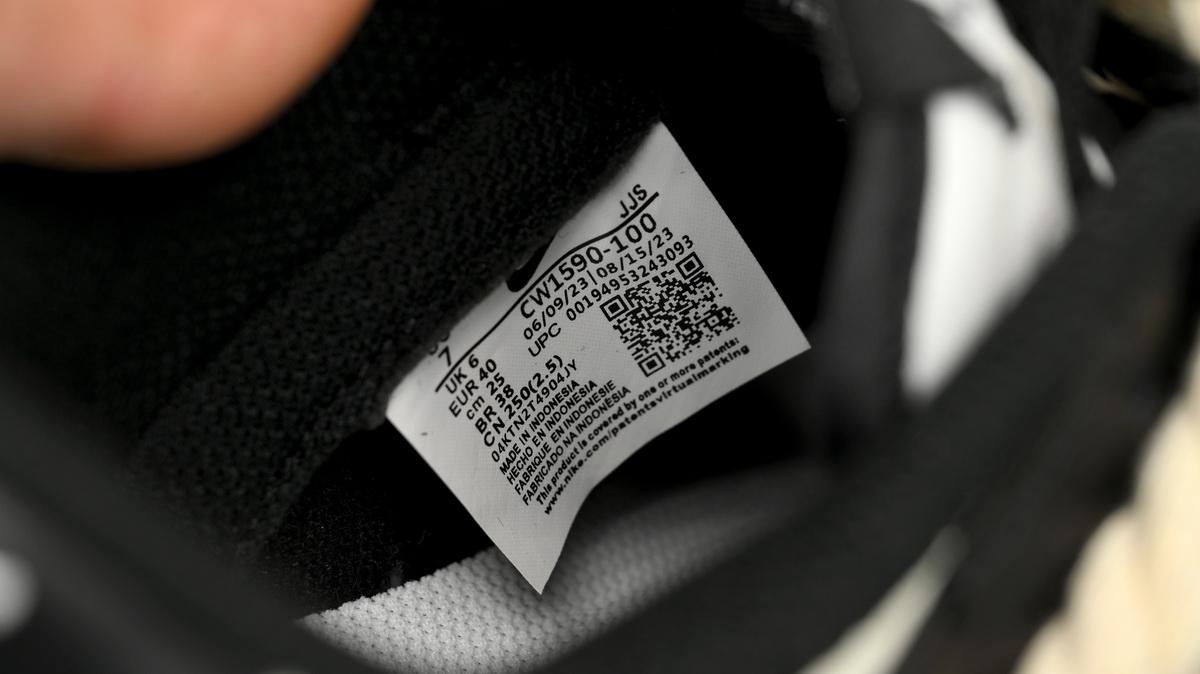 JJS
7
CW1590-100
UK 6
06/09/23|08/15/23
EUR 40
UPC 00194953243093
cm 25
BR 38
CN 250(2.5)
04KTN2T4904JY
MADE IN INDONESIA
HECHO EN INDONESIA
FABRIQUE EN INDONESIE
FABRICADO NA INDONÉSIA
This product is covered by one or more patents:
www.nike.com/patentsvirtualmarking